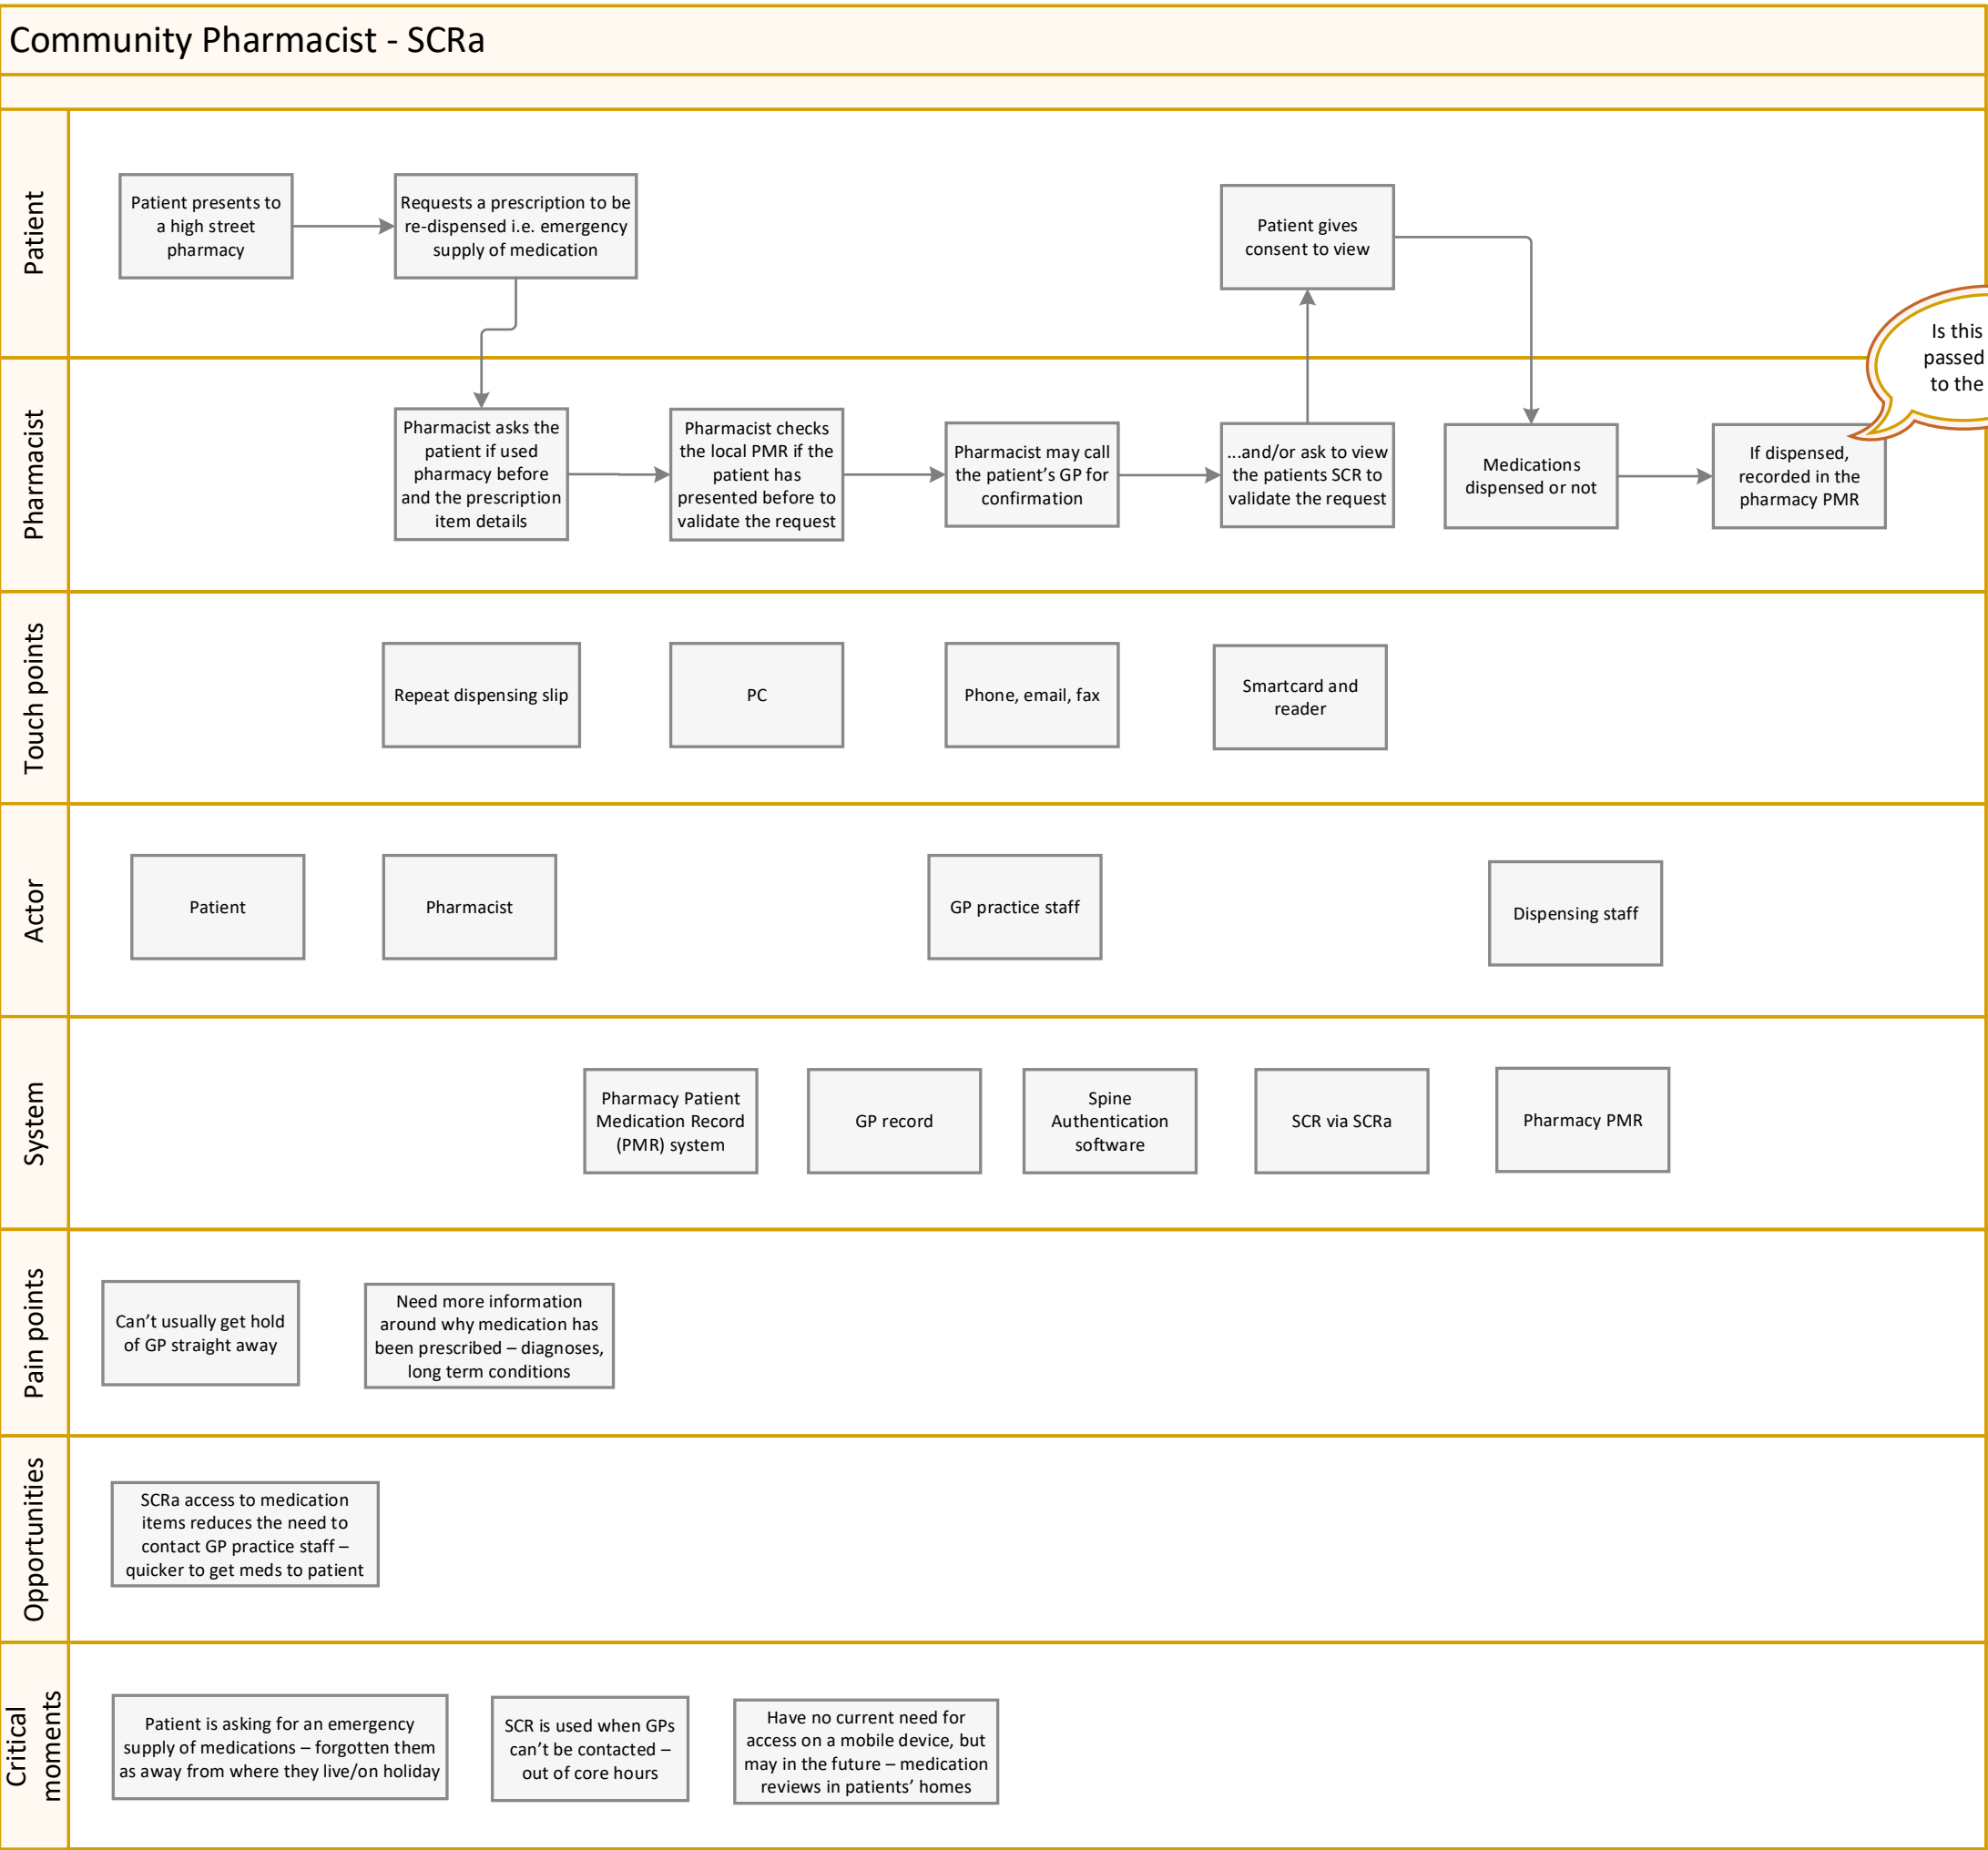 Community Pharmacist - SCRa
Patient
Patient presents to
a high street
pharmacy
Requests a prescription to be
re-dispensed i.e. emergency
supply of medication
Patient gives
consent to view
Is this
passed
to the
Pharmacist
Pharmacist asks the
patient if used
pharmacy before
and the prescription
item details
Pharmacist checks
the local PMR if the
patient has
presented before to
validate the request
Pharmacist may call
the patient’s GP for
confirmation
...and/or ask to view
the patients SCR to
validate the request
Medications
dispensed or not
If dispensed,
recorded in the
pharmacy PMR
Touch points
Repeat dispensing slip
PC
Phone, email, fax
Smartcard and
reader
Actor
Patient
Pharmacist
GP practice staff
Dispensing staff
System
Pharmacy Patient
Medication Record
(PMR) system
GP record
Spine
Authentication
software
SCR via SCRa
Pharmacy PMR
Pain points
Can’t usually get hold
of GP straight away
Need more information
around why medication has
been prescribed – diagnoses,
long term conditions
Opportunities
SCRa access to medication
items reduces the need to
contact GP practice staff –
quicker to get meds to patient
Critical
moments
Patient is asking for an emergency
supply of medications – forgotten them
as away from where they live/on holiday
SCR is used when GPs
can’t be contacted –
out of core hours
Have no current need for
access on a mobile device, but
may in the future – medication
reviews in patients’ homes